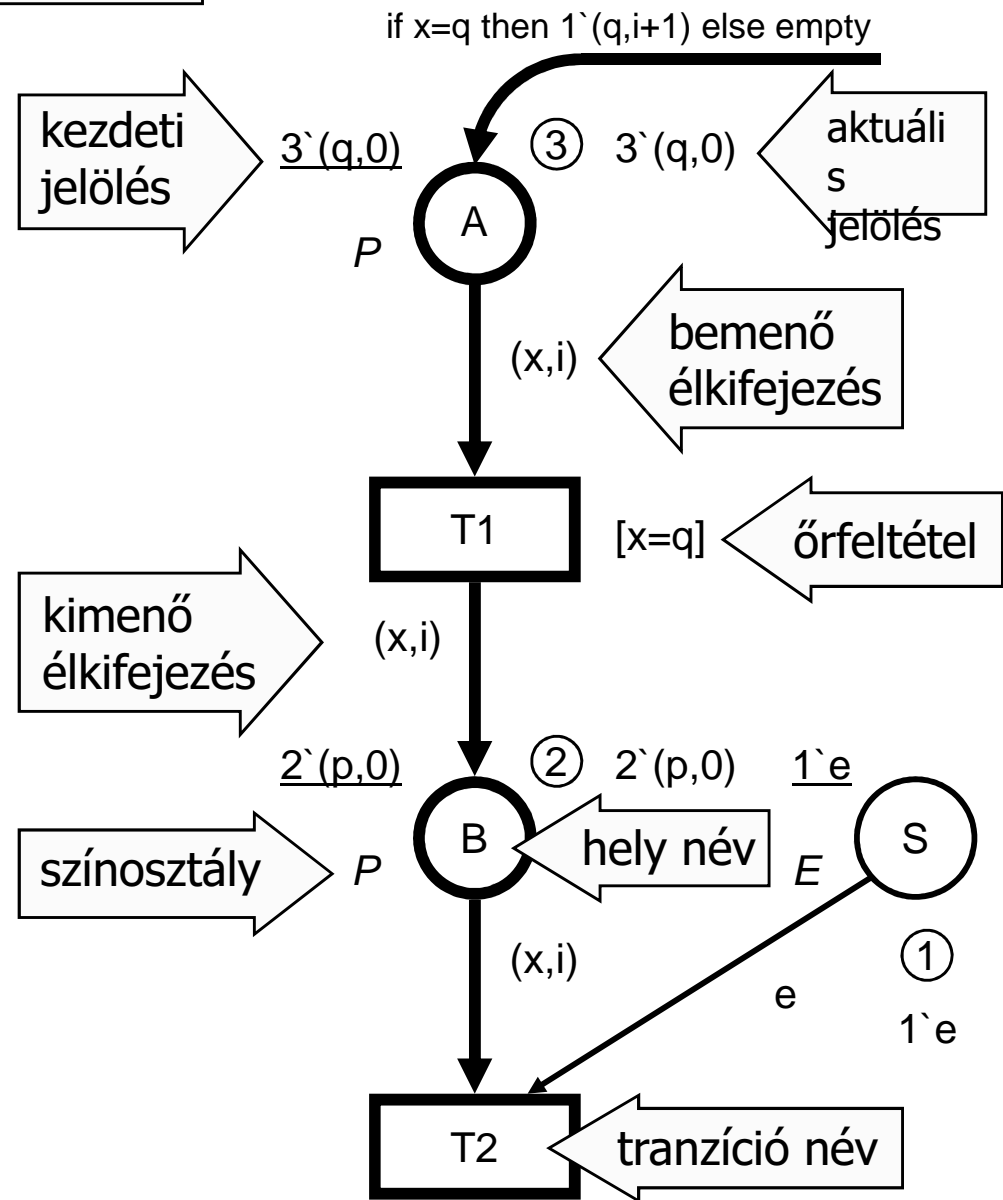 if x=q then 1`(q,i+1) else empty
kezdeti
jelölés
3`(q,0)
3
3`(q,0)
aktuáli
s
jelölés
A
P
(x,i)
bemenő
élkifejezés
T1
[x=q]
őrfeltétel
kimenő
élkifejezés
(x,i)
2`(p,0)
2
2`(p,0)
1`e
színosztály
P
B
hely név
E
S
(x,i)
e
1
1`e
T2
tranzíció név